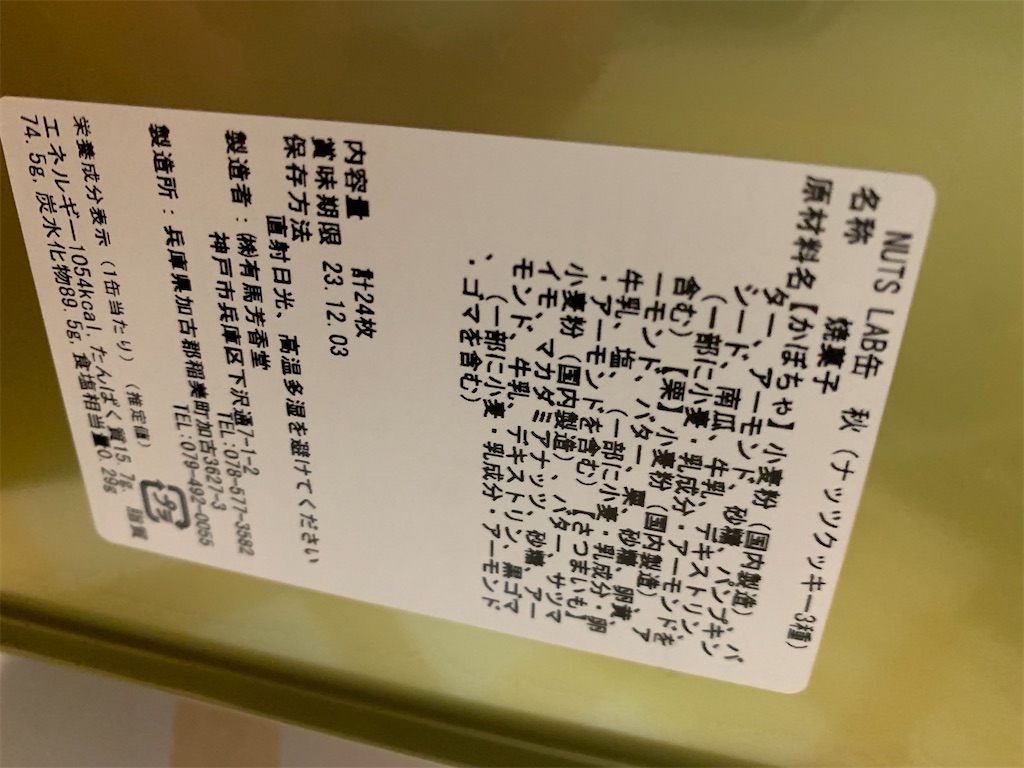 NUTS LAB缶 秋（ナッツクッキー3種）
名称 焼菓子
原材料名【かぼちゃ】小麦粉（国内製造）、バ
ター、アーモンド、砂糖、パンプキン
シード、南瓜、牛乳、デキストリン
（一部に小麦・乳成分・アーモンドを
含む）【栗】小麦粉（国内製造）、ア
ーモンド、バター、栗、砂糖、卵黄、
牛乳、塩（一部に小麦・乳成分・卵
・アーモンドを含む）【さつまいも】
小麦粉（国内製造）、バター、サツマ
イモ、マカダミアナッツ、砂糖、アー
モンド、牛乳、デキストリン、黒ゴマ
（一部に小麦・乳成分・アーモンド
・ゴマを含む）
内容量 計24枚
賞味期限 23.12.03
保存方法
直射日光、高温多湿を避けてください
製造者：㈱有馬芳香堂
神戸市兵庫区下沢通7-1-2
TEL:078-577-3582
製造所：兵庫県加古郡稲美町加古3627-3
TEL:079-492-0055
栄養成分表示（1缶当たり）（推定値）
エネルギー1054kcal, たんぱく質15.7g, 脂質
74.5g, 炭水化物89.5g, 食塩相当量0.29g
プラ